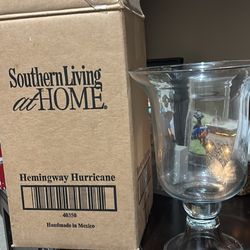 Southern Living
at HOME.
Hemingway Hurricane
40350
Handmade in Mexico